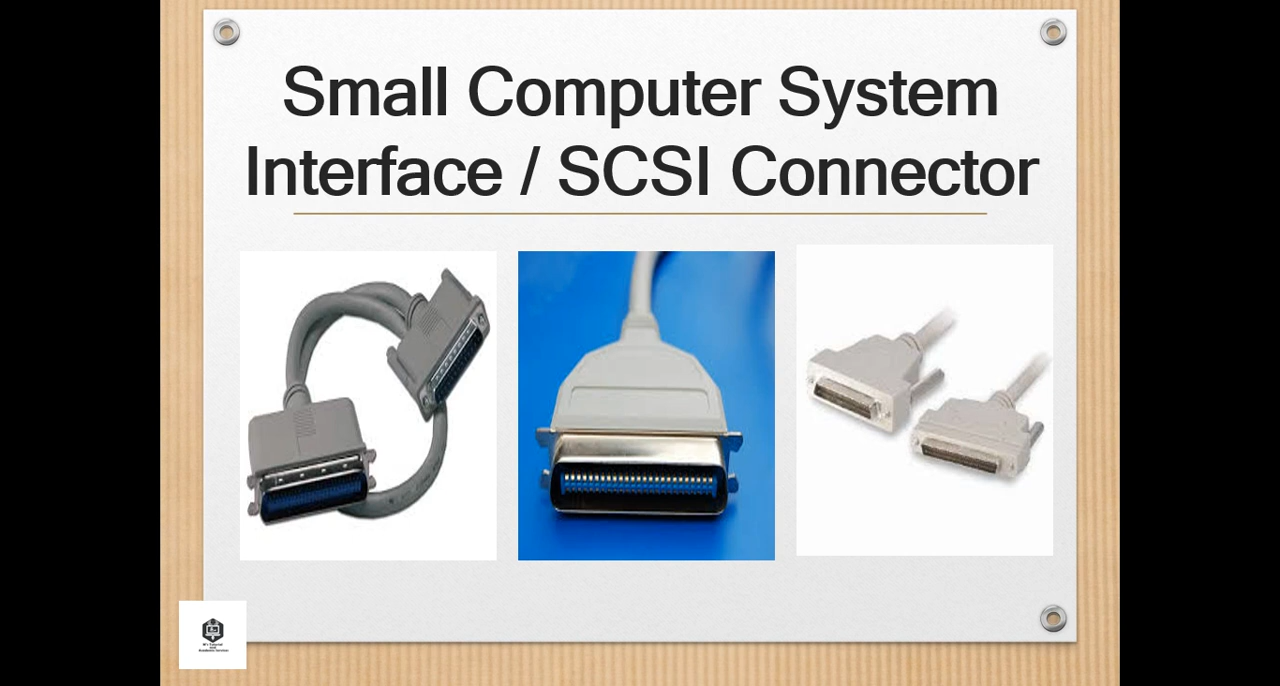 Small Computer System
Interface / SCSI Connector